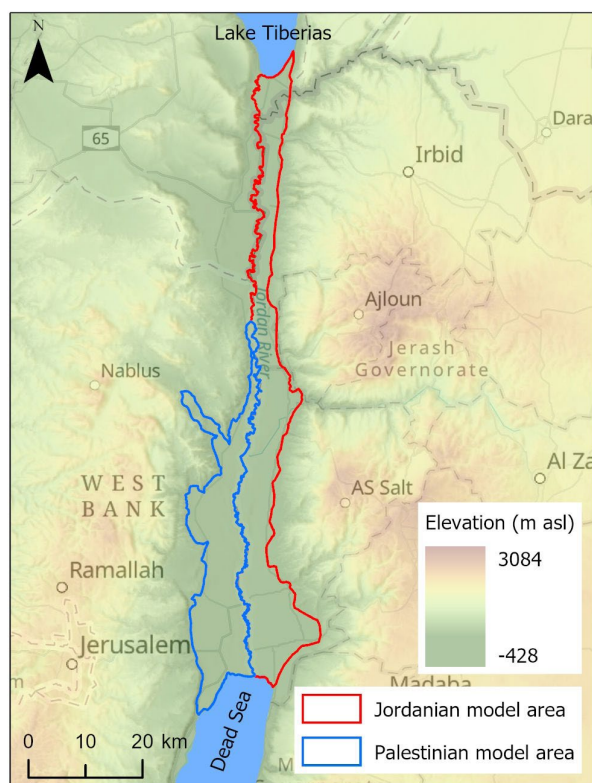 N
Lake Tiberias
65
Dara
Irbid
Ajloun
Jordan River
Jerash
Governorate
Nablus
WEST
BANK
AS Salt
Al Za
Elevation (m asl)
3084
-428
Ramallah
Jerusalem
m
Madaba
Dead Sea
M
Jordanian model area
Palestinian model area
0 10 20 km